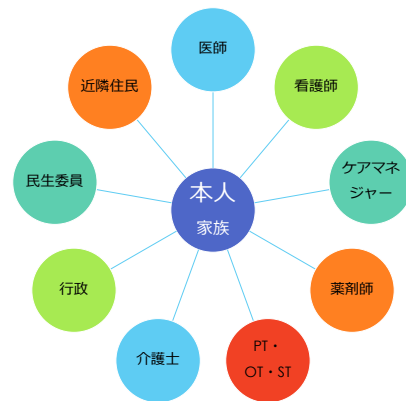 医師
近隣住民
看護師
民生委員
ケアマネ
ジャー
本人
家族
行政
薬剤師
介護士
PT・
OT・ST